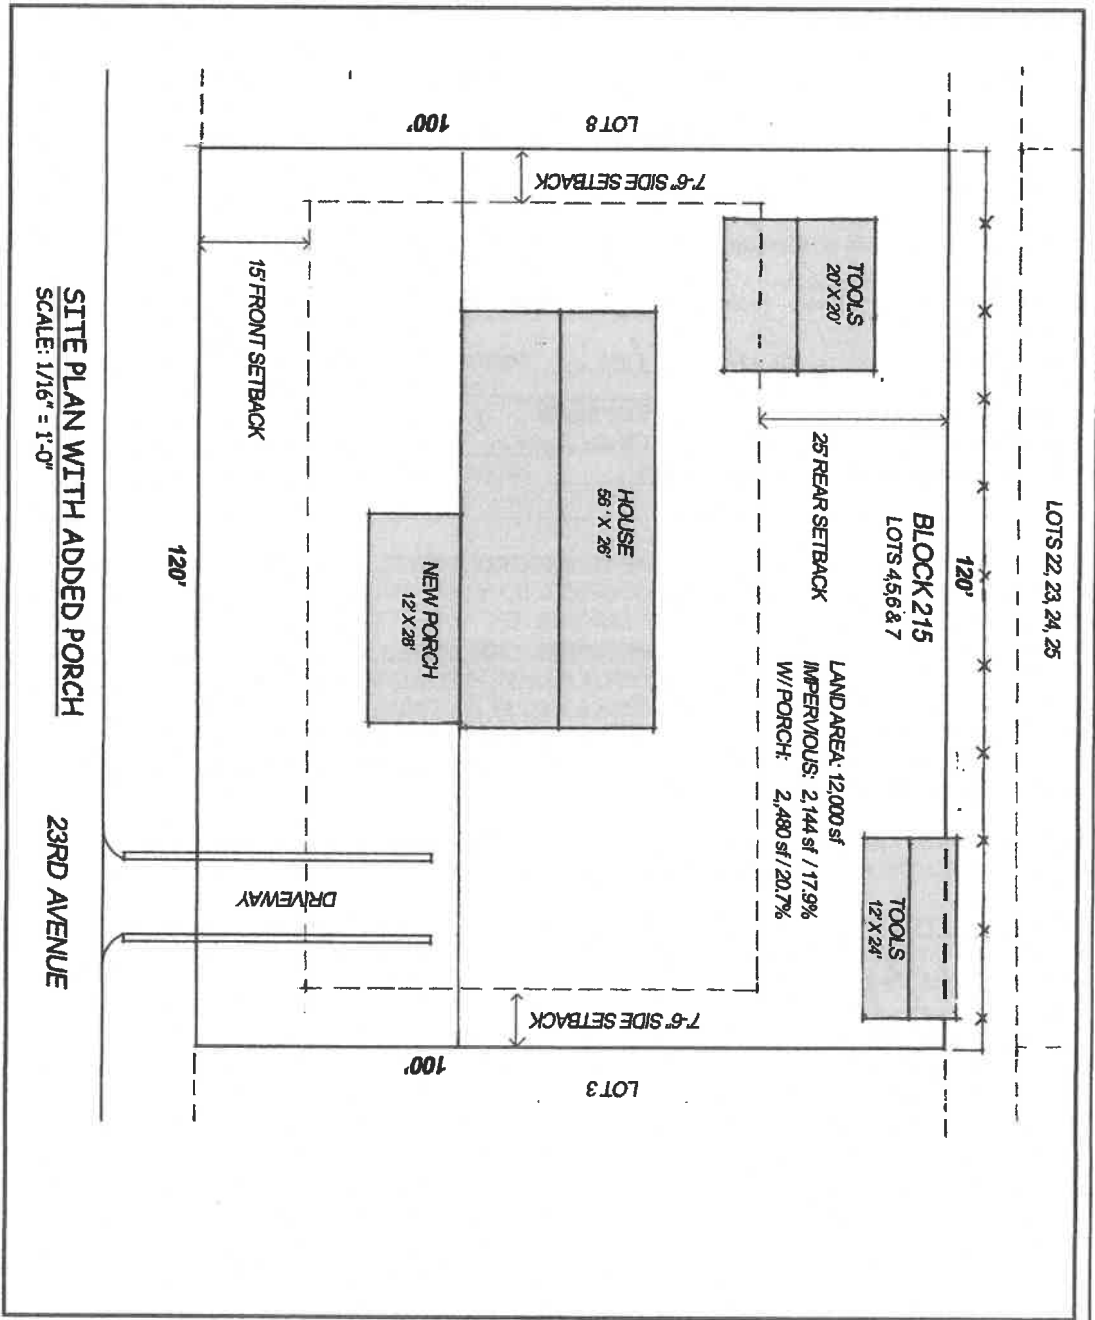 LOTS 22, 23, 24, 25
120'
BLOCK 215
LOTS 4,5,6 & 7
LOT 8
100'
LOT 3
100'
7'-6" SIDE SETBACK
7'-6" SIDE SETBACK
TOOLS
20' X 20'
TOOLS
12' X 24'
25' REAR SETBACK
LAND AREA: 12,000 sf
IMPERVIOUS: 2,144 sf / 17.9%
W/ PORCH: 2,480 sf / 20.7%
HOUSE
56 ' X 26'
NEW PORCH
12' X 28'
15' FRONT SETBACK
DRIVEWAY
120'
23RD AVENUE
SITE PLAN WITH ADDED PORCH
SCALE: 1/16" = 1'-0"